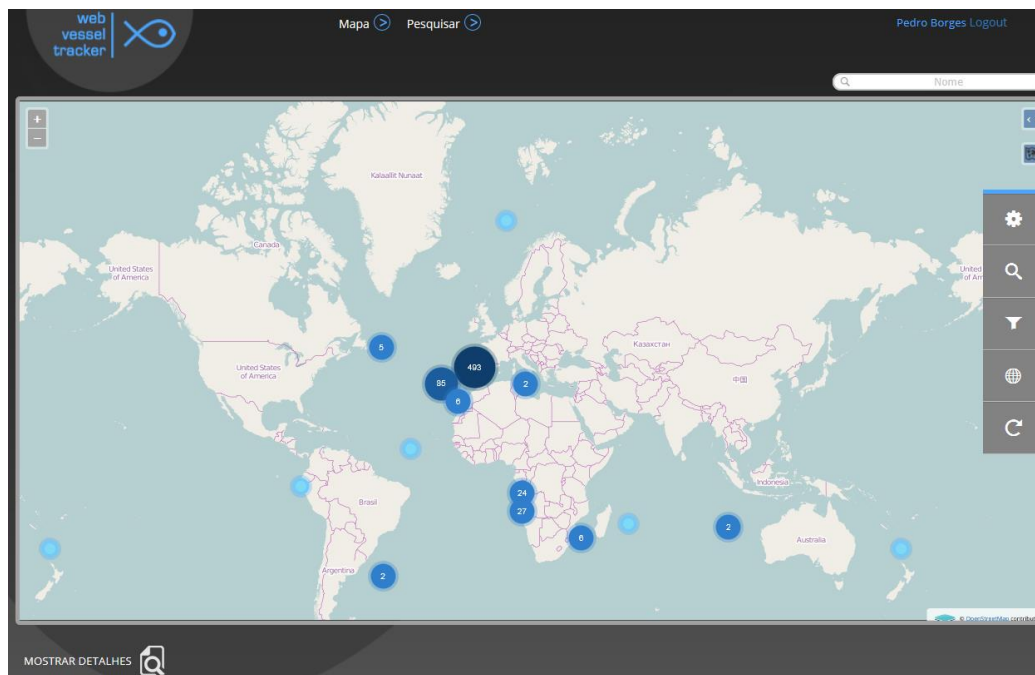 web
vessel
tracker
Mapa Pesquisar
Pedro Borges Logout
Nome
+
−
Kalaallit Nunaat
Canada
United States
of America
United
of Am
5
Казахстан
United States
of America
493
中国
85
2
6
24
Indonesia
Brasil
27
2
6
Australia
Argentina
2
© OpenStreetMap contribu
MOSTRAR DETALHES